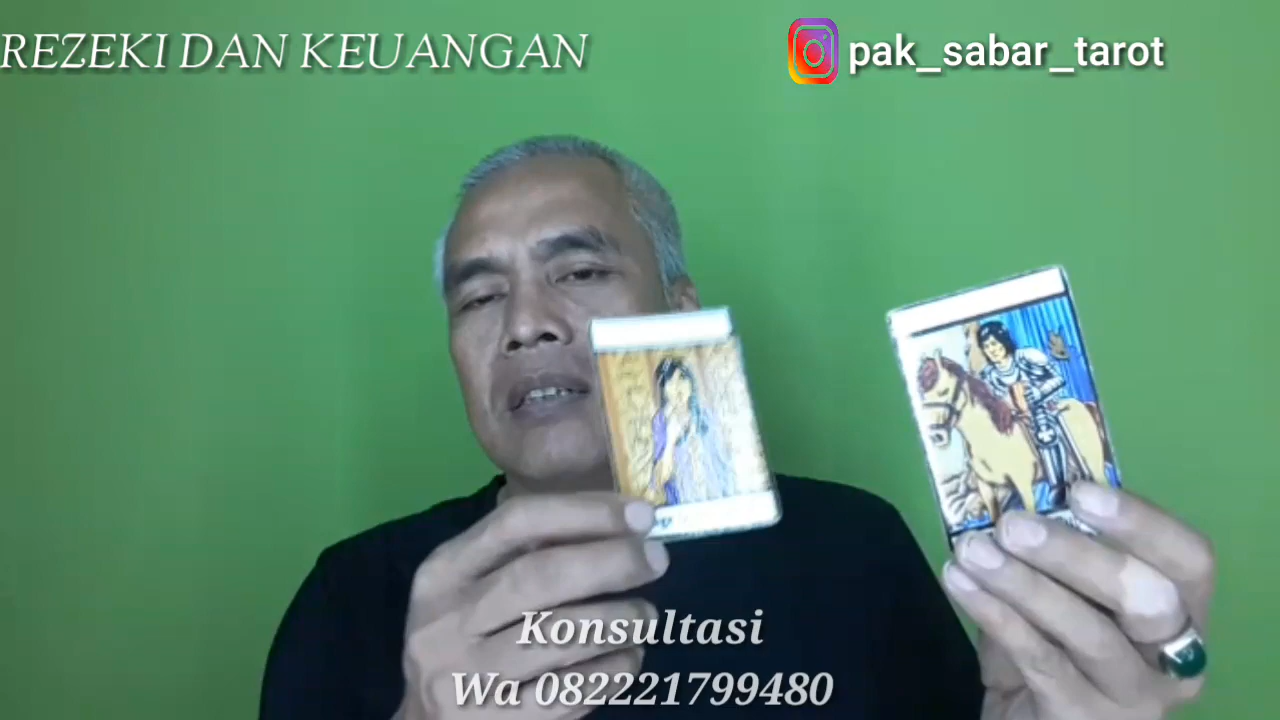 REZEKI DAN KEUANGAN
pak_sabar_tarot
Konsultasi
Wa 082221799480